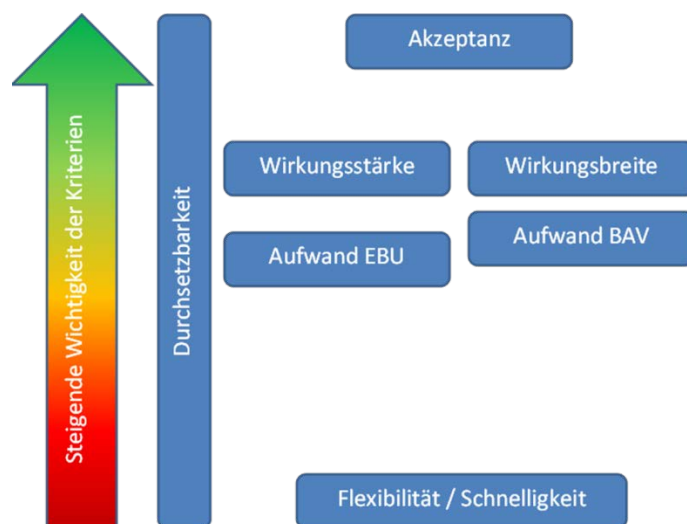 Steigende Wichtigkeit der Kriterien
Durchsetzbarkeit
Akzeptanz
Wirkungsstärke
Wirkungsbreite
Aufwand EBU
Aufwand BAV
Flexibilität / Schnelligkeit